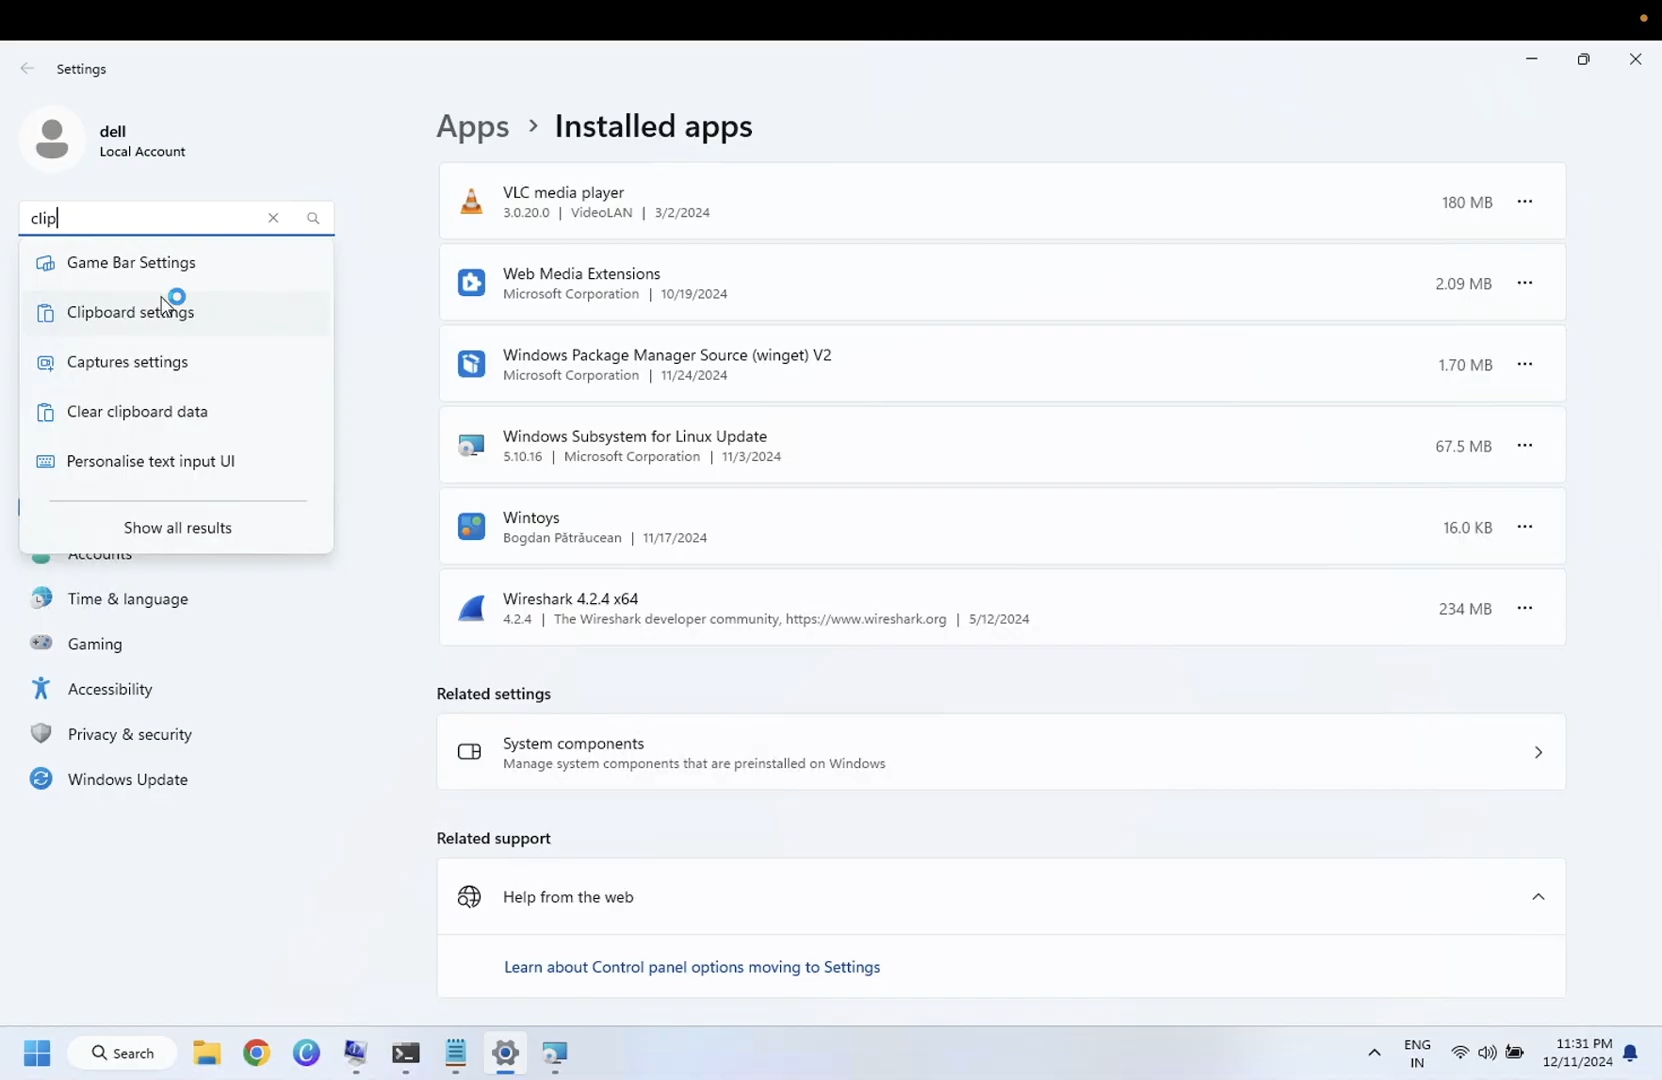 Settings
dell
Local Account
clip
Game Bar Settings
Clipboard settings
Captures settings
Clear clipboard data
Personalise text input UI
Show all results
Accounts
Time & language
Gaming
Accessibility
Privacy & security
Windows Update
Apps > Installed apps
VLC media player
3.0.20.0 | VideoLAN | 3/2/2024
180 MB
Web Media Extensions
Microsoft Corporation | 10/19/2024
2.09 MB
Windows Package Manager Source (winget) V2
Microsoft Corporation | 11/24/2024
1.70 MB
Windows Subsystem for Linux Update
5.10.16 | Microsoft Corporation | 11/3/2024
67.5 MB
Wintoys
Bogdan Pătrăucean | 11/17/2024
16.0 KB
Wireshark 4.2.4 x64
4.2.4 | The Wireshark developer community, https://www.wireshark.org | 5/12/2024
234 MB
Related settings
System components
Manage system components that are preinstalled on Windows
Related support
Help from the web
Learn about Control panel options moving to Settings
Search
ENG
IN
11:31 PM
12/11/2024